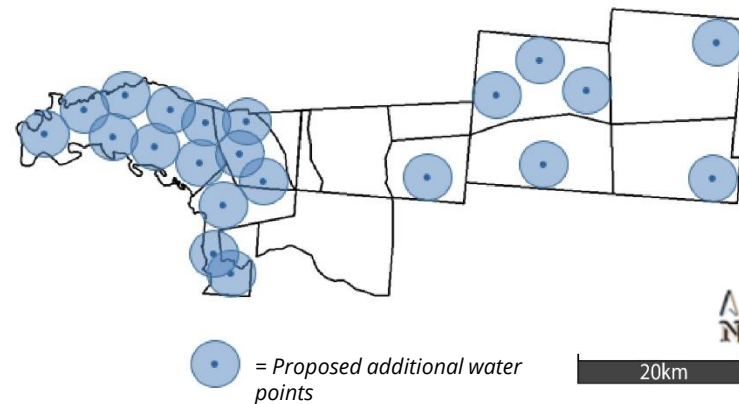 N
= Proposed additional water
points
20km